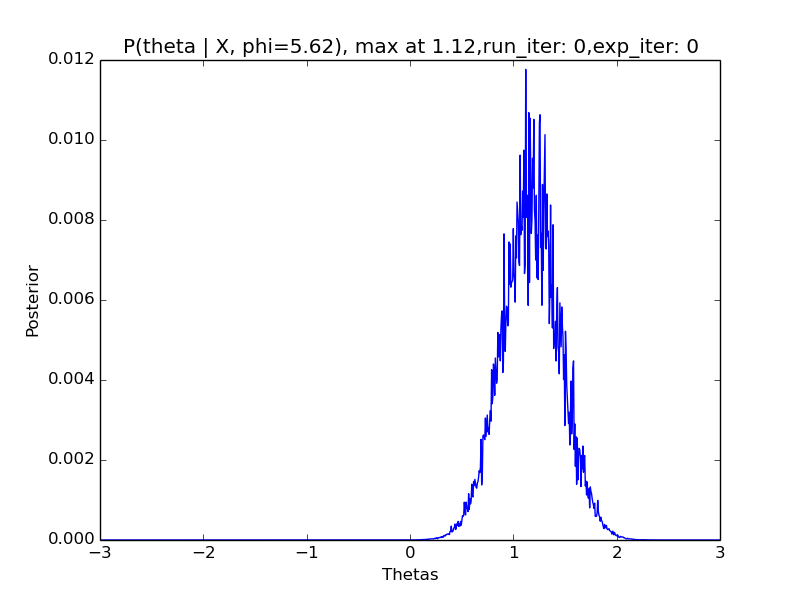 P(theta | X, phi=5.62), max at 1.12,run_iter: 0,exp_iter: 0
0.012
0.010
0.008
0.006
0.004
0.002
0.000
Posterior
−3 −2 −1 0 1 2 3
Thetas